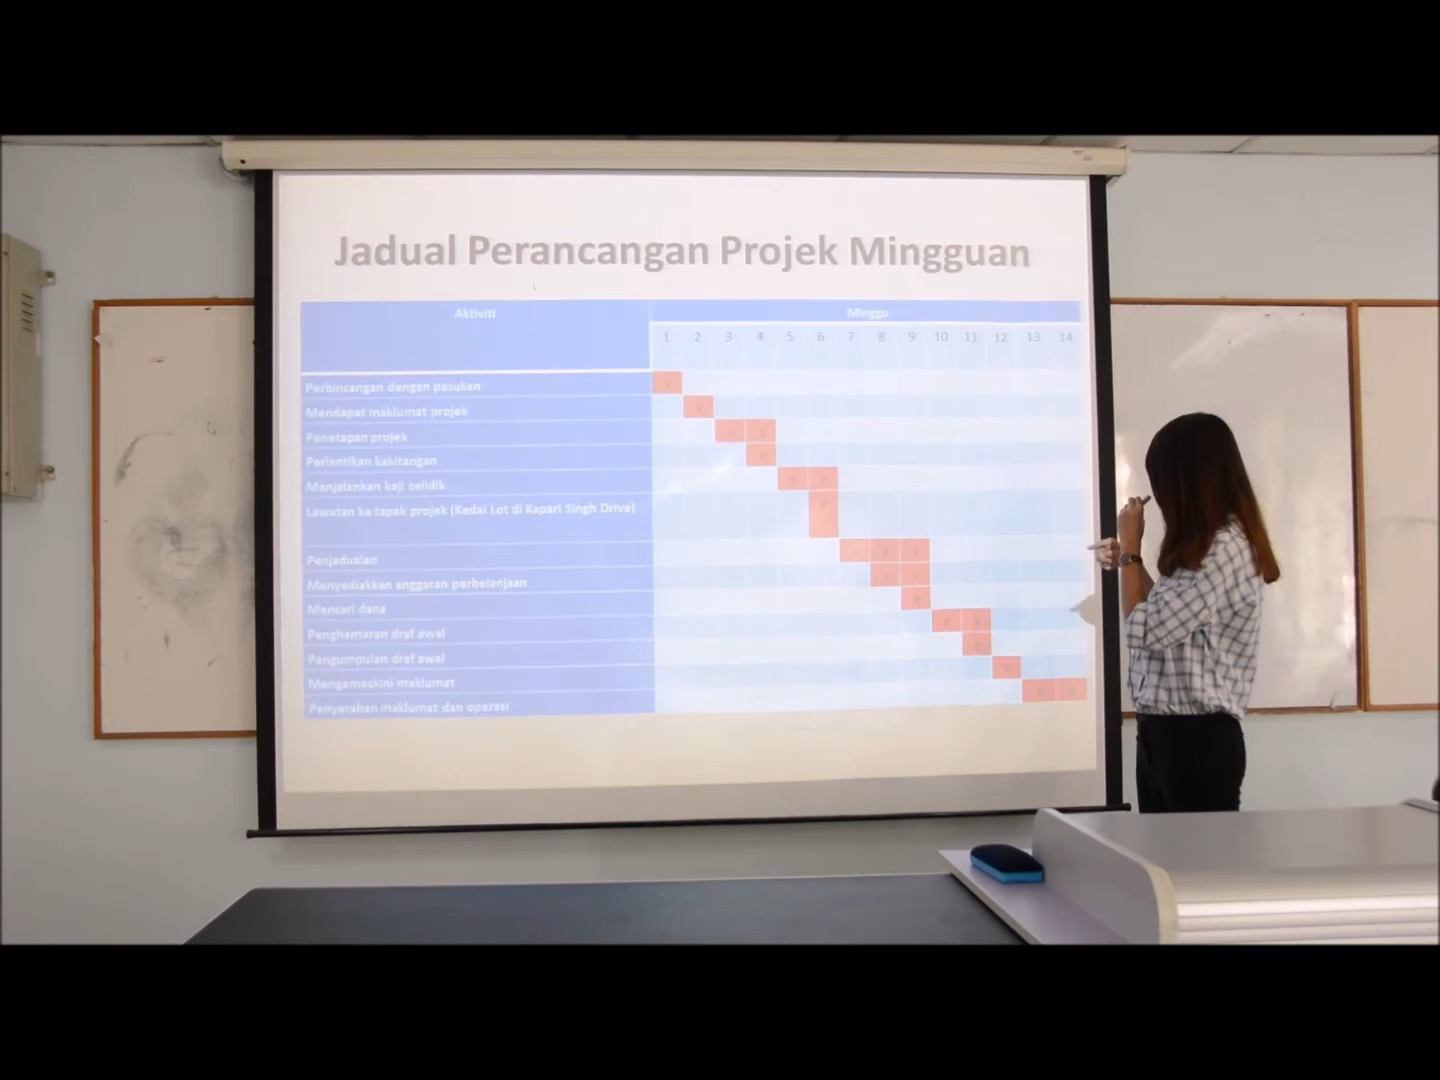 Jadual Perancangan Projek Mingguan
Aktiviti Minggu
1 2 3 4 5 6 7 8 9 10 11 12 13 14
Perbincangan dengan pasukan
Mendapat maklumat projek
Penetapan projek
Perlantikan kakitangan
Menjalankan kaji selidik
Lawatan ka tapak projek (Kedai Lot di Kapari Singh Drive)
Penjadualan
Menyediakkan anggaran perbelanjaan
Mencari dana
Penghantaran draf awal
Pengumpulan draf awal
Mengemaskini maklumat
Penyerahan maklumat dan operasi